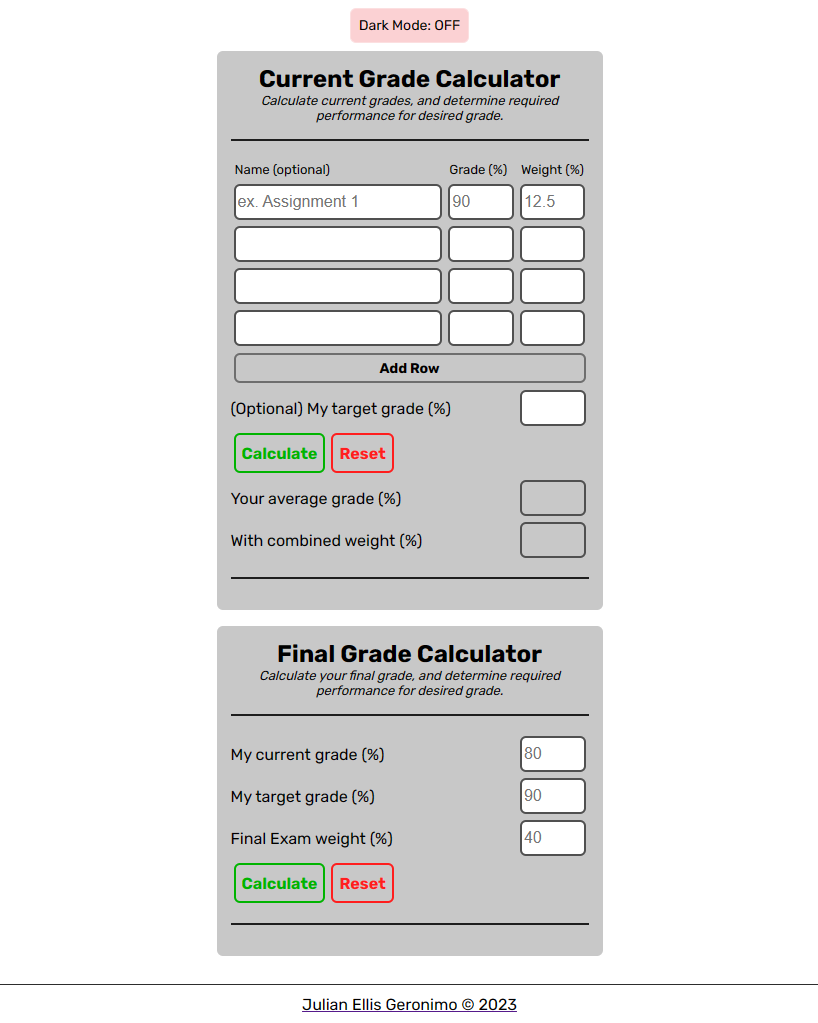 Dark Mode: OFF
Current Grade Calculator
Calculate current grades, and determine required
performance for desired grade.
Name (optional) Grade (%) Weight (%)
ex. Assignment 1 90 12.5
Add Row
(Optional) My target grade (%)
Calculate Reset
Your average grade (%)
With combined weight (%)
Final Grade Calculator
Calculate your final grade, and determine required
performance for desired grade.
My current grade (%) 80
My target grade (%) 90
Final Exam weight (%) 40
Calculate Reset
Julian Ellis Geronimo © 2023